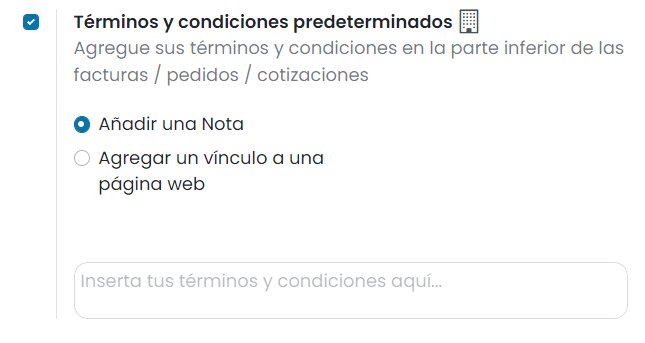 Términos y condiciones predeterminados
Agregue sus términos y condiciones en la parte inferior de las
facturas / pedidos / cotizaciones
Añadir una Nota
Agregar un vínculo a una
página web
Inserta tus términos y condiciones aquí...